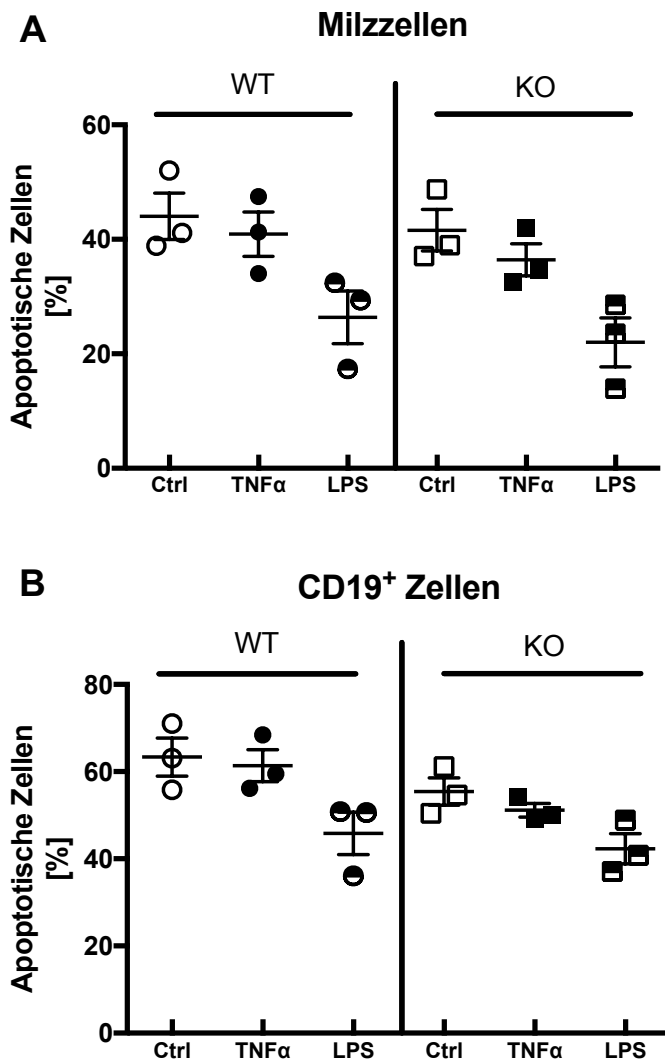 A
Milzzellen
WT
KO
Apoptotische Zellen
[%]
60
40
20
0
Ctrl
TNFα
LPS
Ctrl
TNFα
LPS
B
CD19⁺ Zellen
WT
KO
Apoptotische Zellen
[%]
80
60
40
20
0
Ctrl
TNFα
LPS
Ctrl
TNFα
LPS